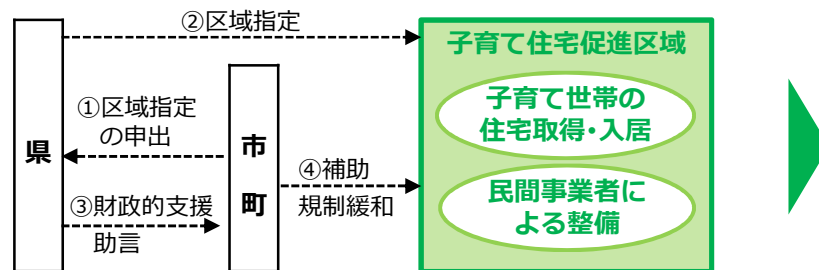 ②区域指定
子育て住宅促進区域
県
①区域指定
の申出
市
町
子育て世帯の
住宅取得・入居
④補助
規制緩和
③財政的支援
助言
民間事業者に
よる整備